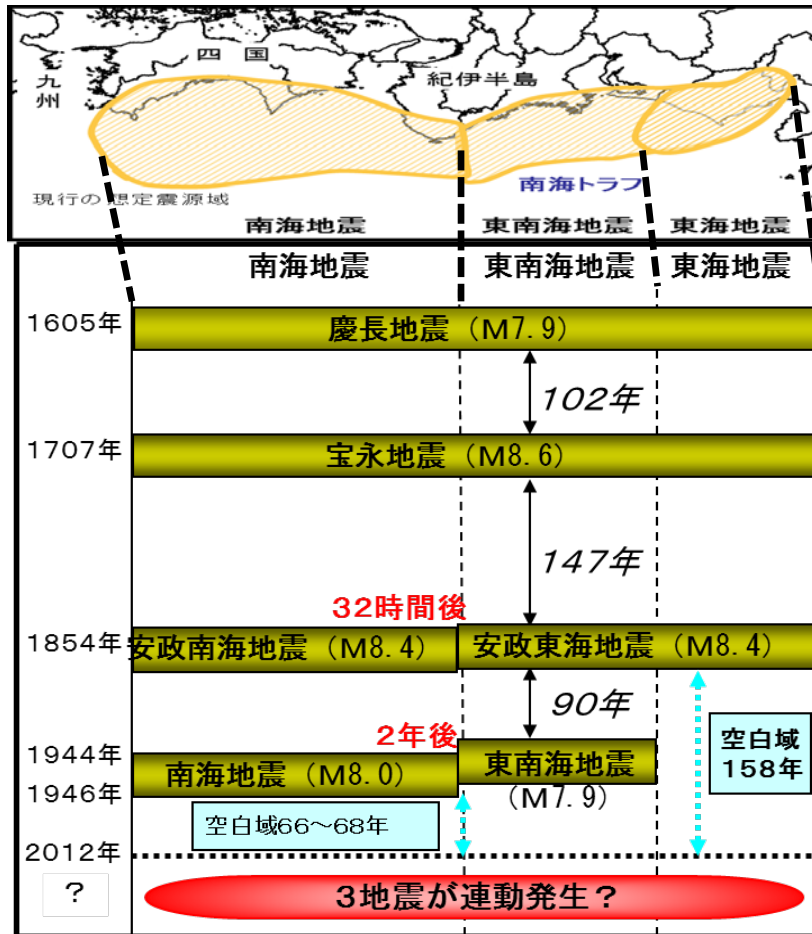 四 国
九
州
紀伊半島
南海トラフ
現行の想定震源域
南海地震
東南海地震
東海地震
南海地震
東南海地震
東海地震
1605年
慶長地震（M7.9）
102年
1707年
宝永地震（M8.6）
147年
32時間後
1854年
安政南海地震（M8.4）
安政東海地震（M8.4）
90年
2年後
1944年
南海地震（M8.0）
東南海地震
（M7.9）
空白域
158年
1946年
空白域66～68年
2012年
？
3地震が連動発生？